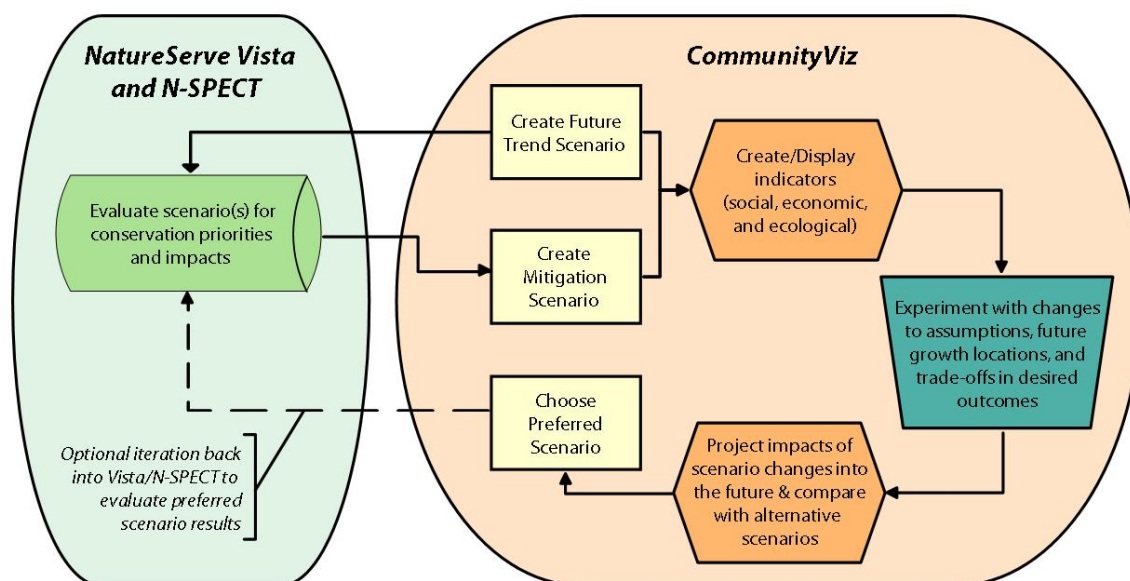 NatureServe Vista
and N-SPECT
CommunityViz
Create Future
Trend Scenario
Create/Display
indicators
(social, economic,
and ecological)
Evaluate scenario(s) for
conservation priorities
and impacts
Create
Mitigation
Scenario
Experiment with changes
to assumptions, future
growth locations, and
trade-offs in desired
outcomes
Choose
Preferred
Scenario
Project impacts of
scenario changes into
the future & compare
with alternative
scenarios
Optional iteration back
into Vista/N-SPECT to
evaluate preferred
scenario results